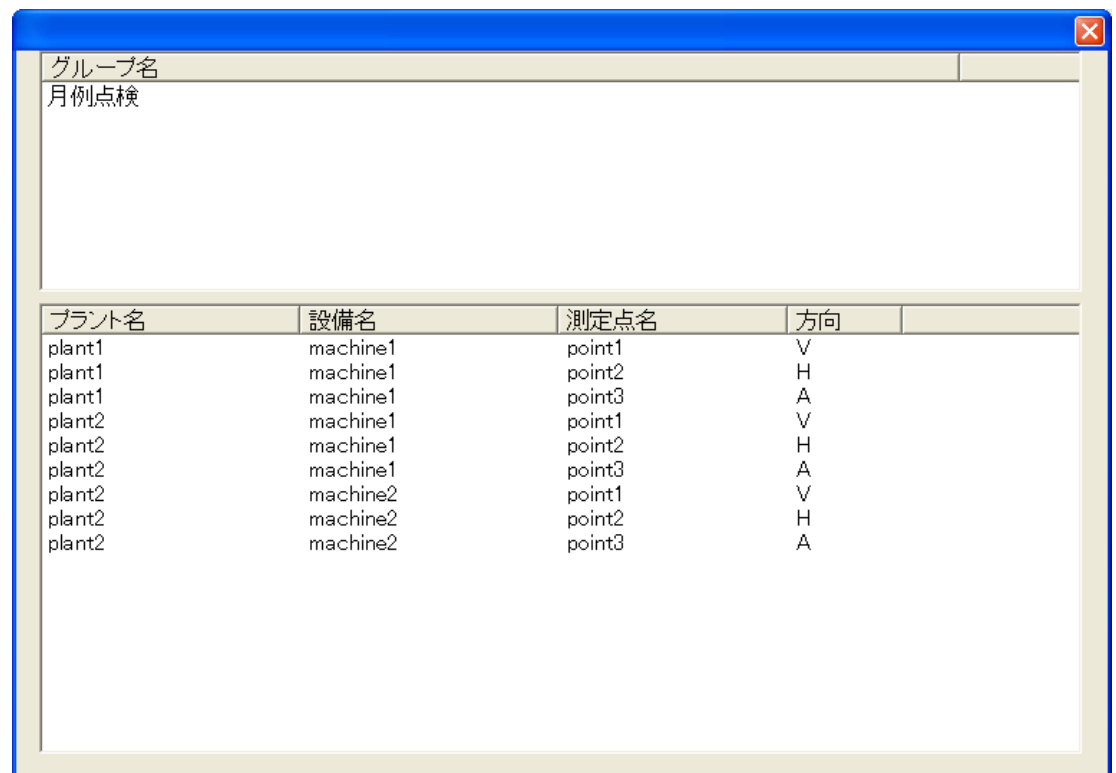 グループ名
月例点検
プラント名 設備名 測定点名 方向
plant1 machine1 point1 V
plant1 machine1 point2 H
plant1 machine1 point3 A
plant2 machine1 point1 V
plant2 machine1 point2 H
plant2 machine1 point3 A
plant2 machine2 point1 V
plant2 machine2 point2 H
plant2 machine2 point3 A